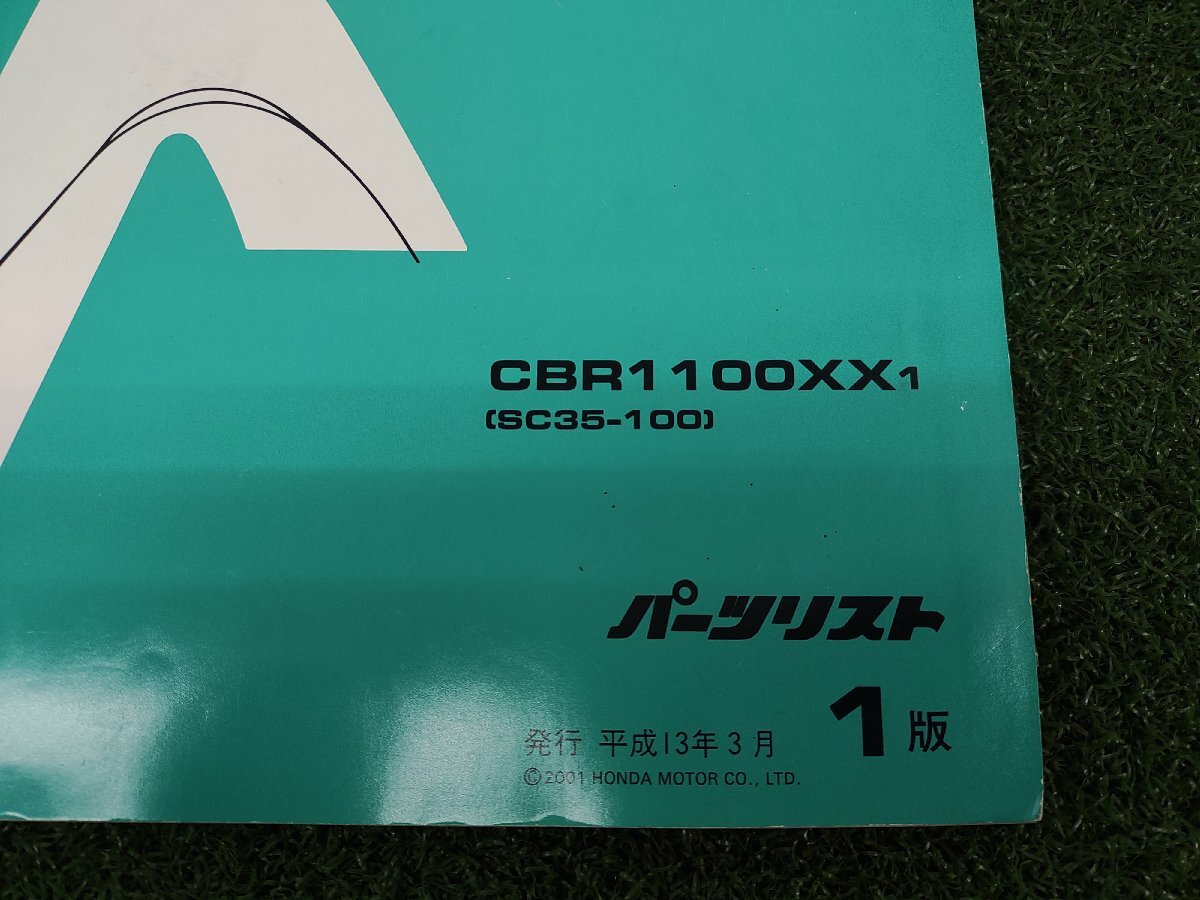 CBR1100XX1
(SC35-100)
パーツリスト
1版
発行 平成13年3月
©2001 HONDA MOTOR CO., LTD.